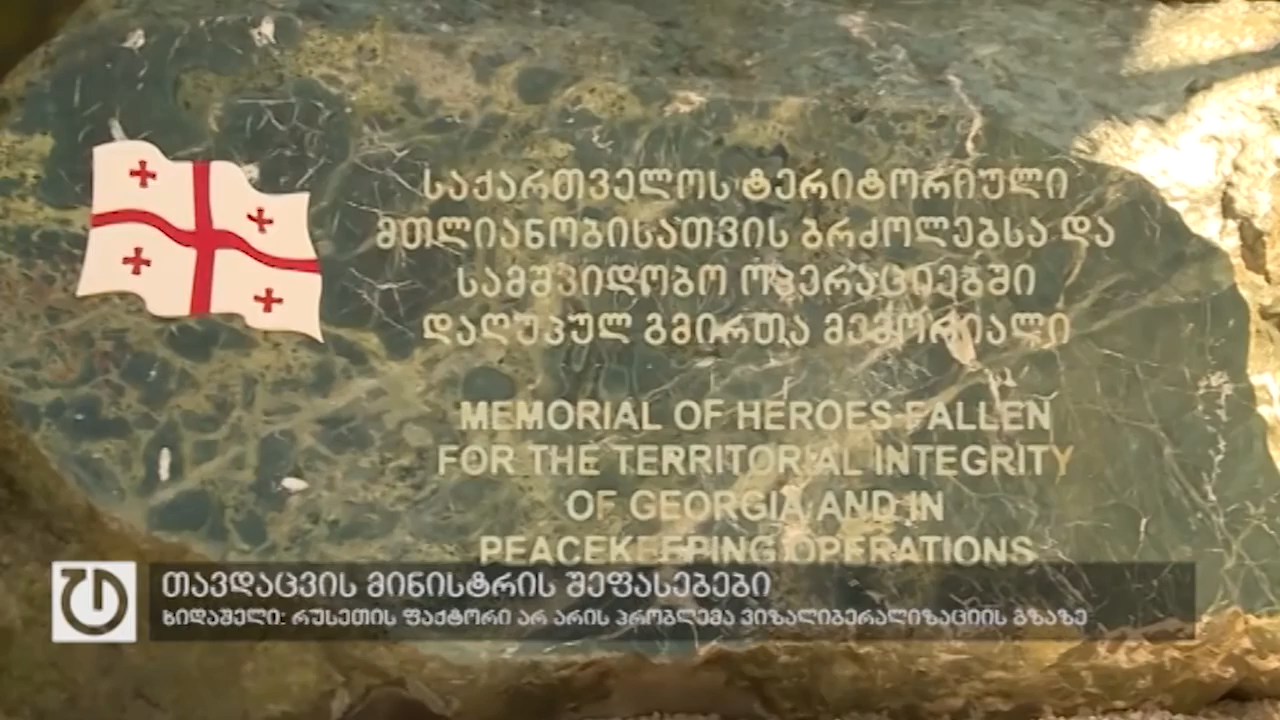 საქართველოს ტერიტორიული
მთლიანობისათვის ბრძოლებსა და
სამშვიდობო ოპერაციებში
დაღუპულ გმირთა მემორიალი
MEMORIAL OF HEROES FALLEN
FOR THE TERRITORIAL INTEGRITY
OF GEORGIA AND IN
PEACEKEEPING OPERATIONS
თავდაცვის მინისტრის შეფასებები
ხიდაშელი: რუსეთის ფაქტორი არ არის პრობლემა ვიზალიბერალიზაციის გზაზე